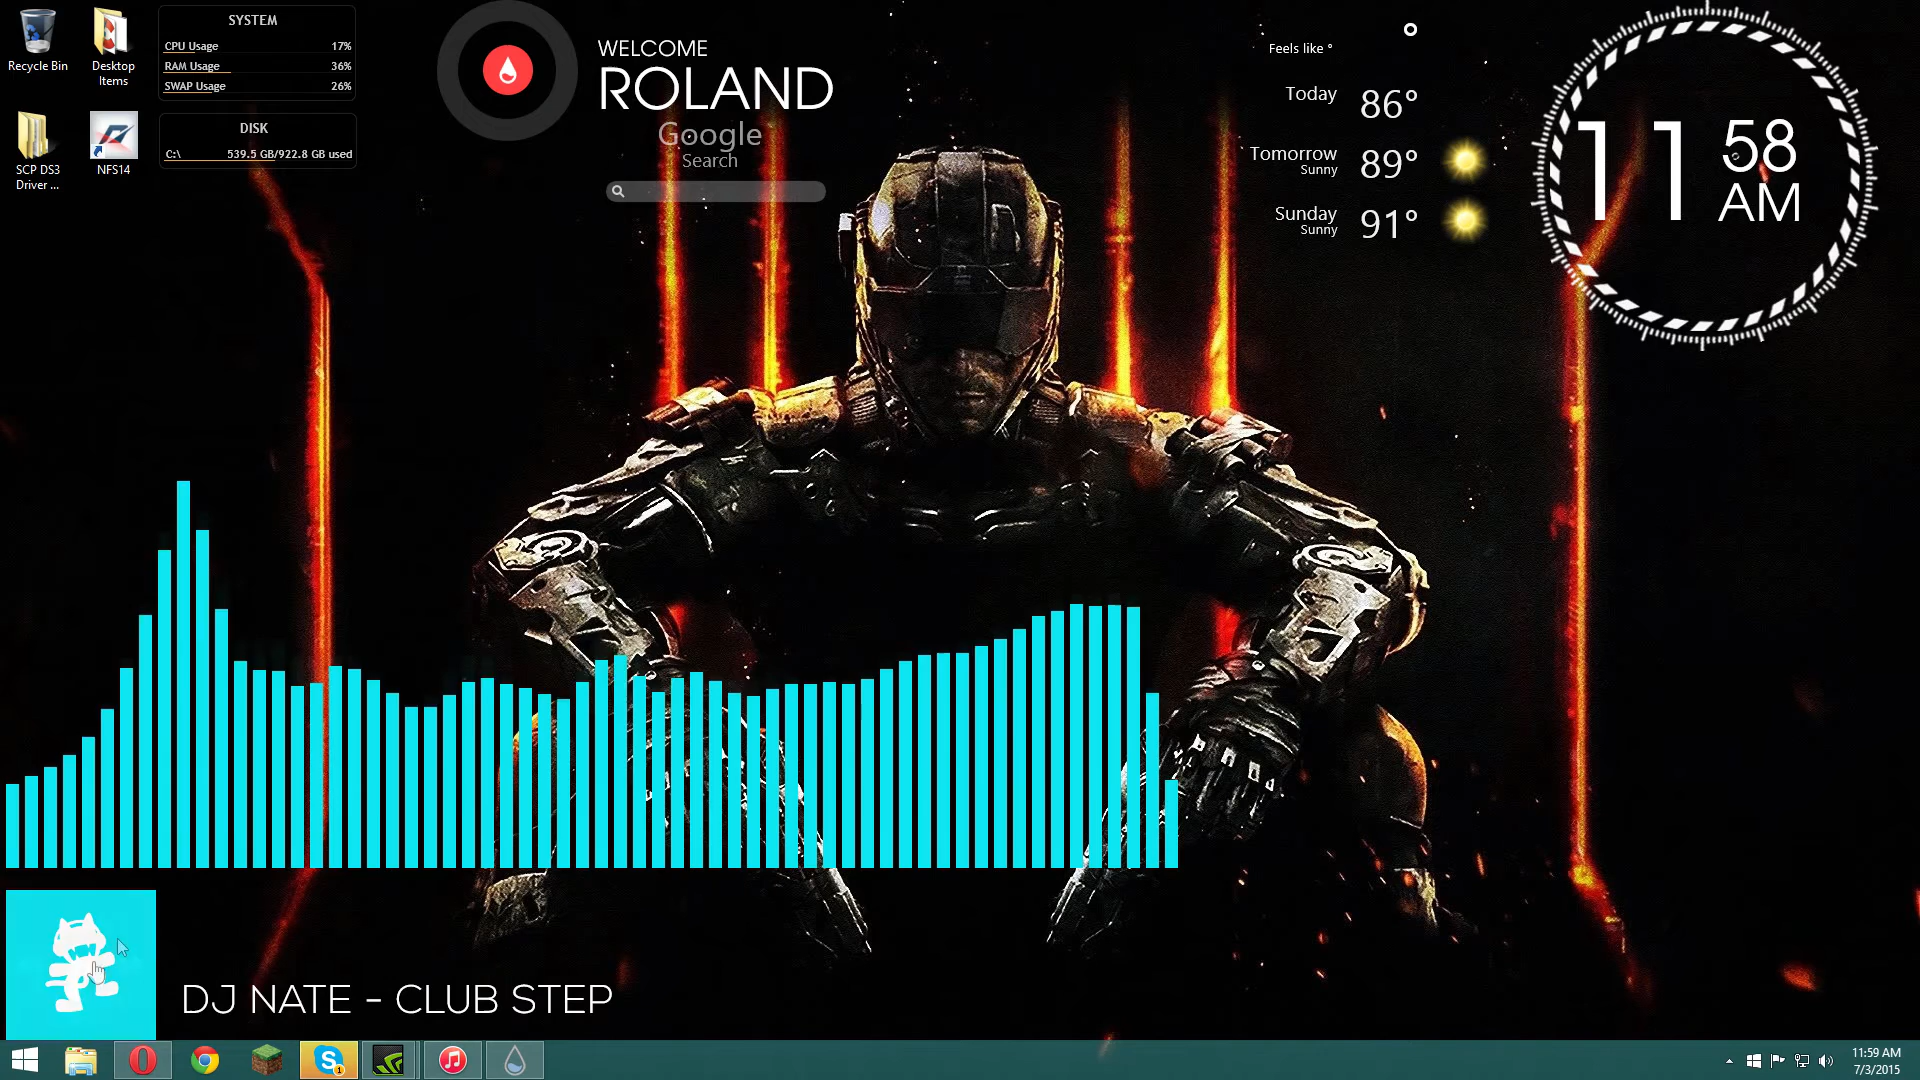 Recycle Bin
Desktop
Items
SCP DS3
Driver ...
NFS14
SYSTEM
CPU Usage 17%
RAM Usage 36%
SWAP Usage 26%
DISK
C:\ 539.5 GB/922.8 GB used
WELCOME
ROLAND
Google
Search
°
Feels like °
Today 86°
Tomorrow 89°
Sunny
Sunday 91°
Sunny
11 58
AM
DJ NATE - CLUB STEP
S 1
11:59 AM
7/3/2015